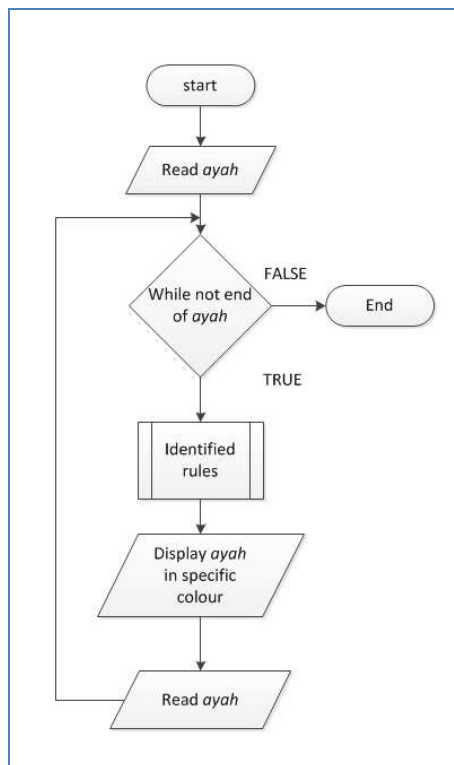 start
Read ayah
While not end
of ayah
FALSE
End
TRUE
Identified
rules
Display ayah
in specific
colour
Read ayah